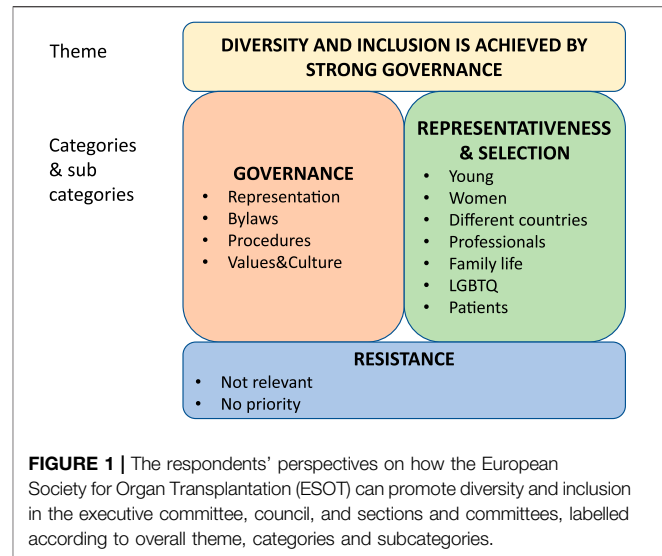 Theme
DIVERSITY AND INCLUSION IS ACHIEVED BY
STRONG GOVERNANCE
Categories
& sub
categories
GOVERNANCE
• Representation
• Bylaws
• Procedures
• Values&Culture
REPRESENTATIVENESS
& SELECTION
• Young
• Women
• Different countries
• Professionals
• Family life
• LGBTQ
• Patients
RESISTANCE
• Not relevant
• No priority
FIGURE 1 | The respondents’ perspectives on how the European
Society for Organ Transplantation (ESOT) can promote diversity and inclusion
in the executive committee, council, and sections and committees, labelled
according to overall theme, categories and subcategories.